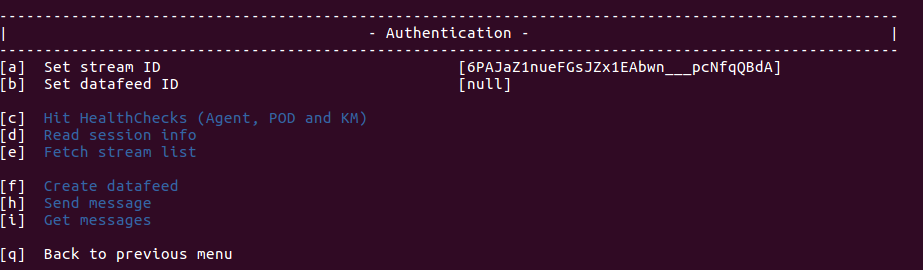 - Authentication -
[a] Set stream ID [6PAJaZ1nueFGsJZx1EAbwn___pcNfqQBdA]
[b] Set datafeed ID [null]
[c] Hit HealthChecks (Agent, POD and KM)
[d] Read session info
[e] Fetch stream list
[f] Create datafeed
[h] Send message
[i] Get messages
[q] Back to previous menu